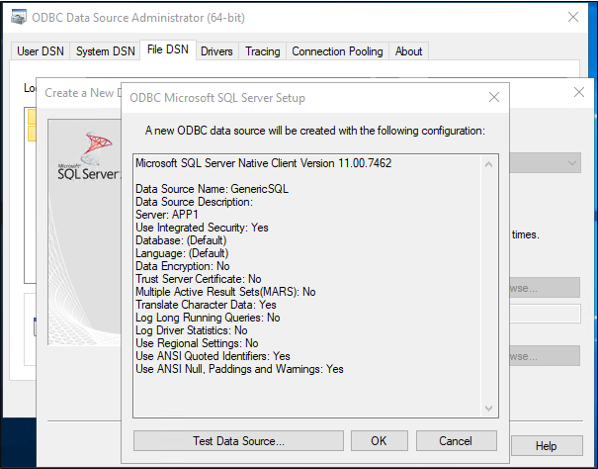 ODBC Data Source Administrator (64-bit)
User DSN System DSN File DSN Drivers Tracing Connection Pooling About
Create a New
ODBC Microsoft SQL Server Setup
A new ODBC data source will be created with the following configuration:
Microsoft
SQL Server
Microsoft SQL Server Native Client Version 11.00.7462
Data Source Name: GenericSQL
Data Source Description:
Server: APP1
Use Integrated Security: Yes
Database: (Default)
Language: (Default)
Data Encryption: No
Trust Server Certificate: No
Multiple Active Result Sets(MARS): No
Translate Character Data: Yes
Log Long Running Queries: No
Log Driver Statistics: No
Use Regional Settings: No
Use ANSI Quoted Identifiers: Yes
Use ANSI Null, Paddings and Warnings: Yes
times.
wse...
wse...
Test Data Source... OK Cancel
Help